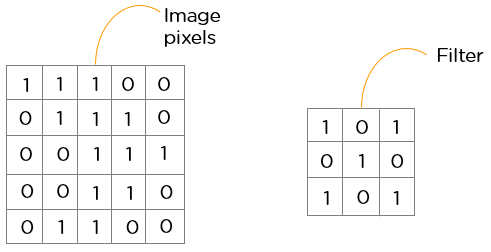 Image
pixels
Filter
1 1 1 0 0
0 1 1 1 0
0 0 1 1 1
0 0 1 1 0
0 1 1 0 0
1 0 1
0 1 0
1 0 1